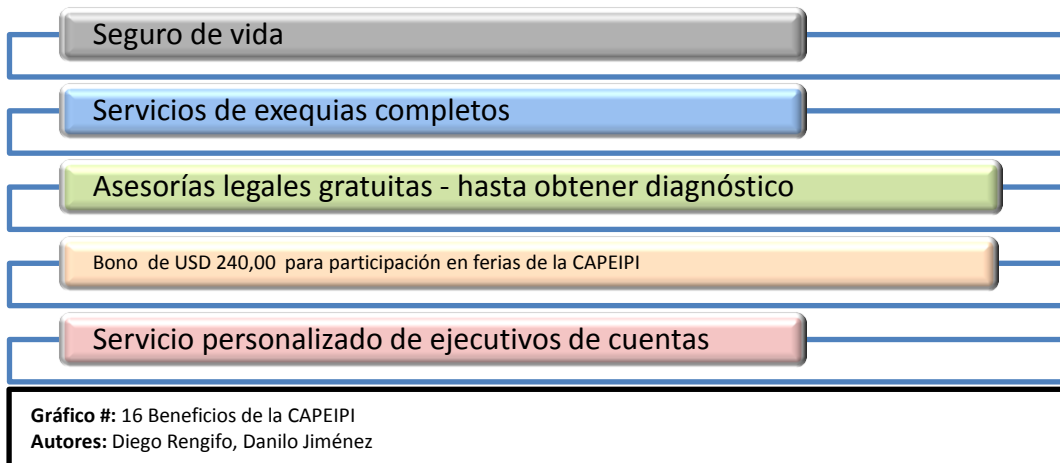 Seguro de vida
Servicios de exequias completos
Asesorías legales gratuitas - hasta obtener diagnóstico
Bono de USD 240,00 para participación en ferias de la CAPEIPI
Servicio personalizado de ejecutivos de cuentas
Gráfico #: 16 Beneficios de la CAPEIPI
Autores: Diego Rengifo, Danilo Jiménez